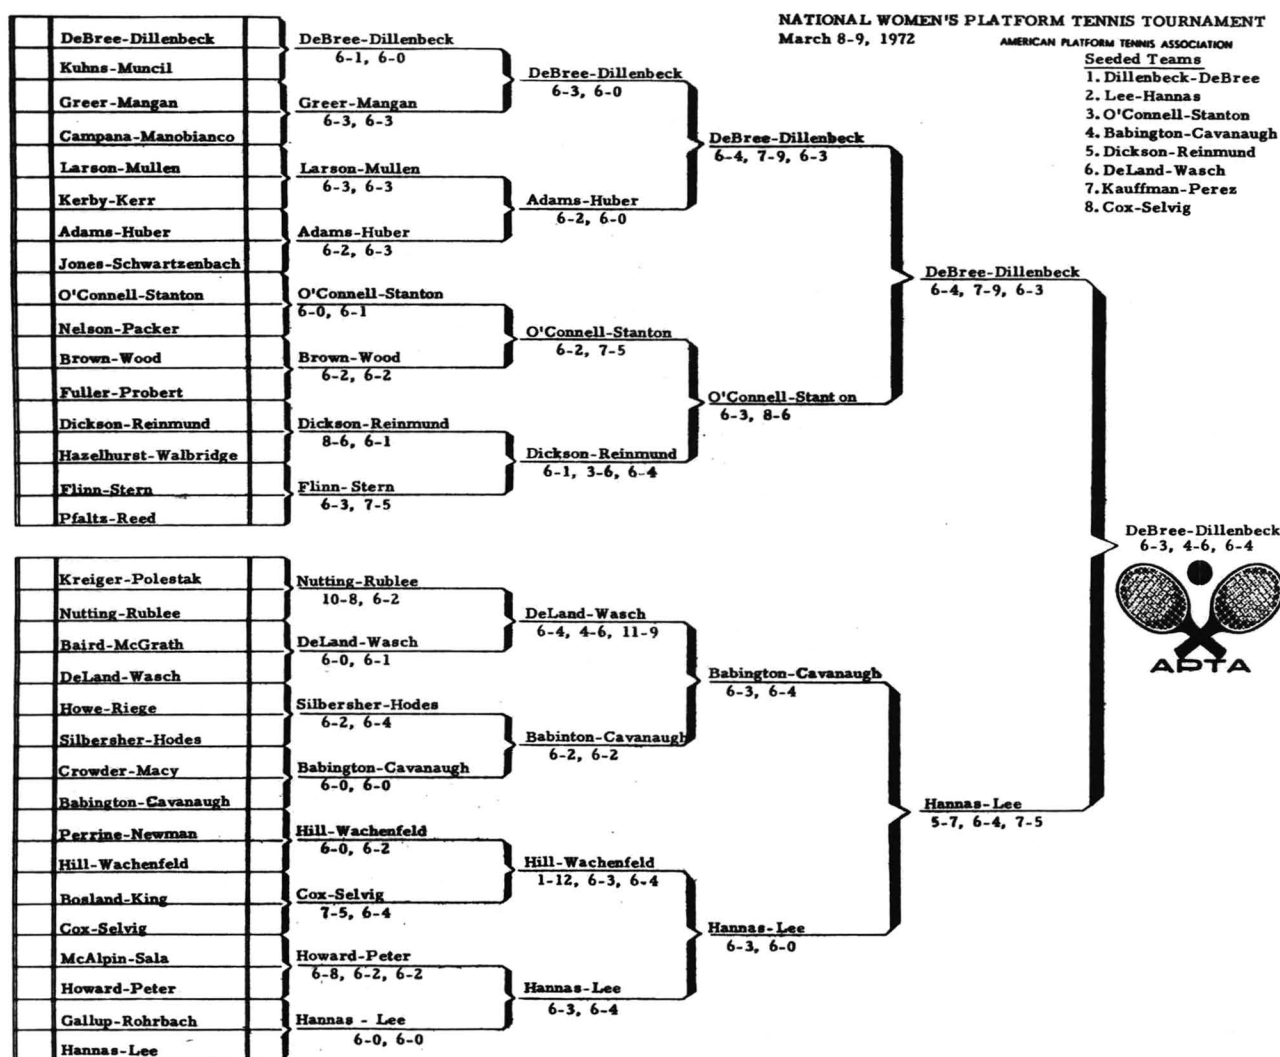 NATIONAL WOMEN'S PLATFORM TENNIS TOURNAMENT
March 8-9, 1972
AMERICAN PLATFORM TENNIS ASSOCIATION
Seeded Teams
1. Dillenbeck-DeBree
2. Lee-Hannas
3. O'Connell-Stanton
4. Babington-Cavanaugh
5. Dickson-Reinmund
6. DeLand-Wasch
7. Kauffman-Perez
8. Cox-Selvig
DeBree-Dillenbeck
Kuhns-Muncil
Greer-Mangan
Campana-Manobianco
Larson-Mullen
Kerby-Kerr
Adams-Huber
Jones-Schwartzenbach
O'Connell-Stanton
Nelson-Packer
Brown-Wood
Fuller-Probert
Dickson-Reinmund
Hazelhurst-Walbridge
Flinn-Stern
Pfaltz-Reed
Kreiger-Polestak
Nutting-Rublee
Baird-McGrath
DeLand-Wasch
Howe-Riege
Silbersher-Hodes
Crowder-Macy
Babington-Cavanaugh
Perrine-Newman
Hill-Wachenfeld
Bosland-King
Cox-Selvig
McAlpin-Sala
Howard-Peter
Gallup-Rohrbach
Hannas-Lee
DeBree-Dillenbeck
6-1, 6-0
Greer-Mangan
6-3, 6-3
Larson-Mullen
6-3, 6-3
Adams-Huber
6-2, 6-3
O'Connell-Stanton
6-0, 6-1
Brown-Wood
6-2, 6-2
Dickson-Reinmund
8-6, 6-1
Flinn-Stern
6-3, 7-5
Nutting-Rublee
10-8, 6-2
DeLand-Wasch
6-0, 6-1
Silbersher-Hodes
6-2, 6-4
Babington-Cavanaugh
6-0, 6-0
Hill-Wachenfeld
6-0, 6-2
Cox-Selvig
7-5, 6-4
Howard-Peter
6-8, 6-2, 6-2
Hannas - Lee
6-0, 6-0
DeBree-Dillenbeck
6-3, 6-0
Adams-Huber
6-2, 6-0
O'Connell-Stanton
6-2, 7-5
Dickson-Reinmund
6-1, 3-6, 6-4
DeLand-Wasch
6-4, 4-6, 11-9
Babinton-Cavanaugh
6-2, 6-2
Hill-Wachenfeld
1-12, 6-3, 6-4
Hannas-Lee
6-3, 6-4
DeBree-Dillenbeck
6-4, 7-9, 6-3
O'Connell-Stanton
6-3, 8-6
Babington-Cavanaugh
6-3, 6-4
Hannas-Lee
6-3, 6-0
DeBree-Dillenbeck
6-4, 7-9, 6-3
Hannas-Lee
5-7, 6-4, 7-5
DeBree-Dillenbeck
6-3, 4-6, 6-4
APTA